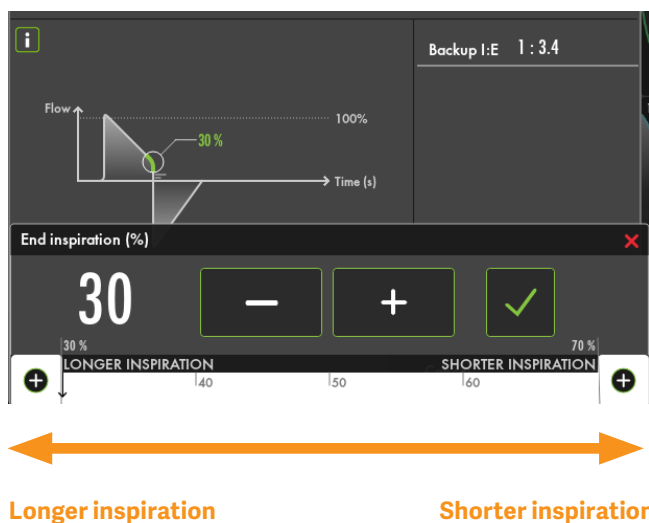 i
Backup I:E 1 : 3.4
Flow
100%
30 %
Time (s)
End inspiration (%)
30
30 % 70 %
LONGER INSPIRATION SHORTER INSPIRATION
40 50 60
Longer inspiration Shorter inspiration